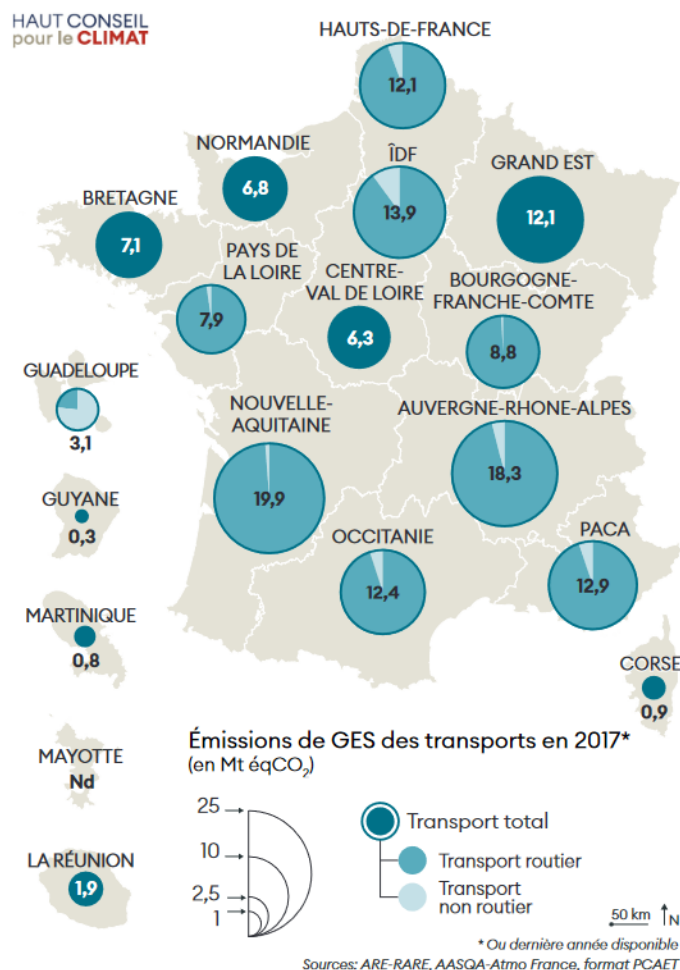 HAUT CONSEIL
pour le CLIMAT
HAUTS-DE-FRANCE
12,1
NORMANDIE
6,8
ÎDF
13,9
GRAND EST
12,1
BRETAGNE
7,1
PAYS DE
LA LOIRE
7,9
CENTRE-
VAL DE LOIRE
6,3
BOURGOGNE-
FRANCHE-COMTE
8,8
GUADELOUPE
3,1
NOUVELLE-
AQUITAINE
19,9
AUVERGNE-RHONE-ALPES
18,3
GUYANE
0,3
OCCITANIE
12,4
PACA
12,9
MARTINIQUE
0,8
CORSE
0,9
MAYOTTE
Nd
LA RÉUNION
1,9
Émissions de GES des transports en 2017*
(en Mt éqCO₂)
25
10
2,5
1
Transport total
Transport routier
Transport
non routier
50 km
N
* Ou dernière année disponible
Sources: ARE-RARE, AASQA-Atmo France, format PCAET